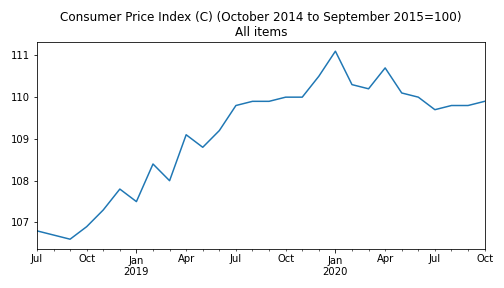 Consumer Price Index (C) (October 2014 to September 2015=100)
All items
111
110
109
108
107
Jul Oct Jan Apr Jul Oct Jan Apr Jul Oct
2019 2020